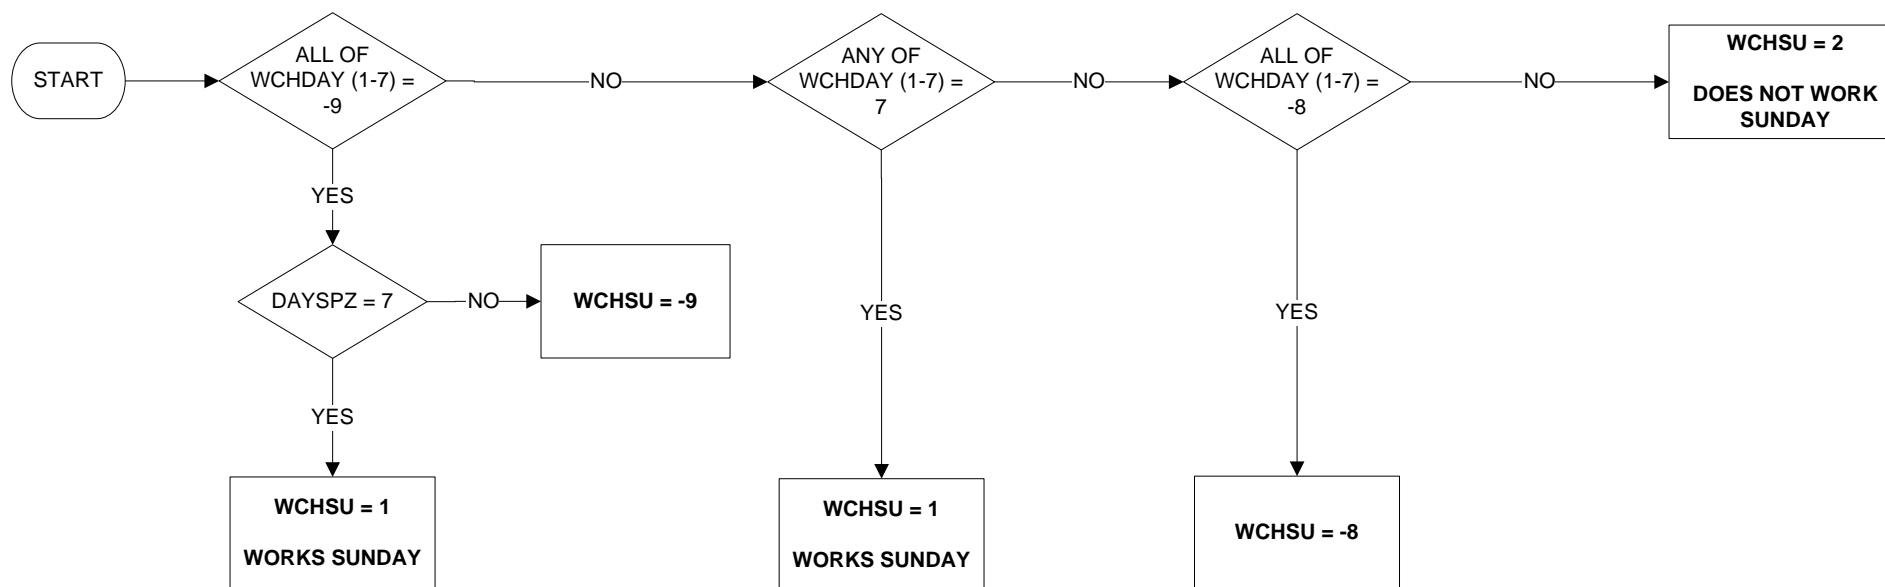 START
ALL OF
WCHDAY (1-7) =
-9
NO
ANY OF
WCHDAY (1-7) =
7
NO
ALL OF
WCHDAY (1-7) =
-8
NO
WCHSU = 2
DOES NOT WORK
SUNDAY
YES
DAYSPZ = 7
NO
WCHSU = -9
YES
YES
YES
WCHSU = 1
WORKS SUNDAY
WCHSU = 1
WORKS SUNDAY
WCHSU = -8